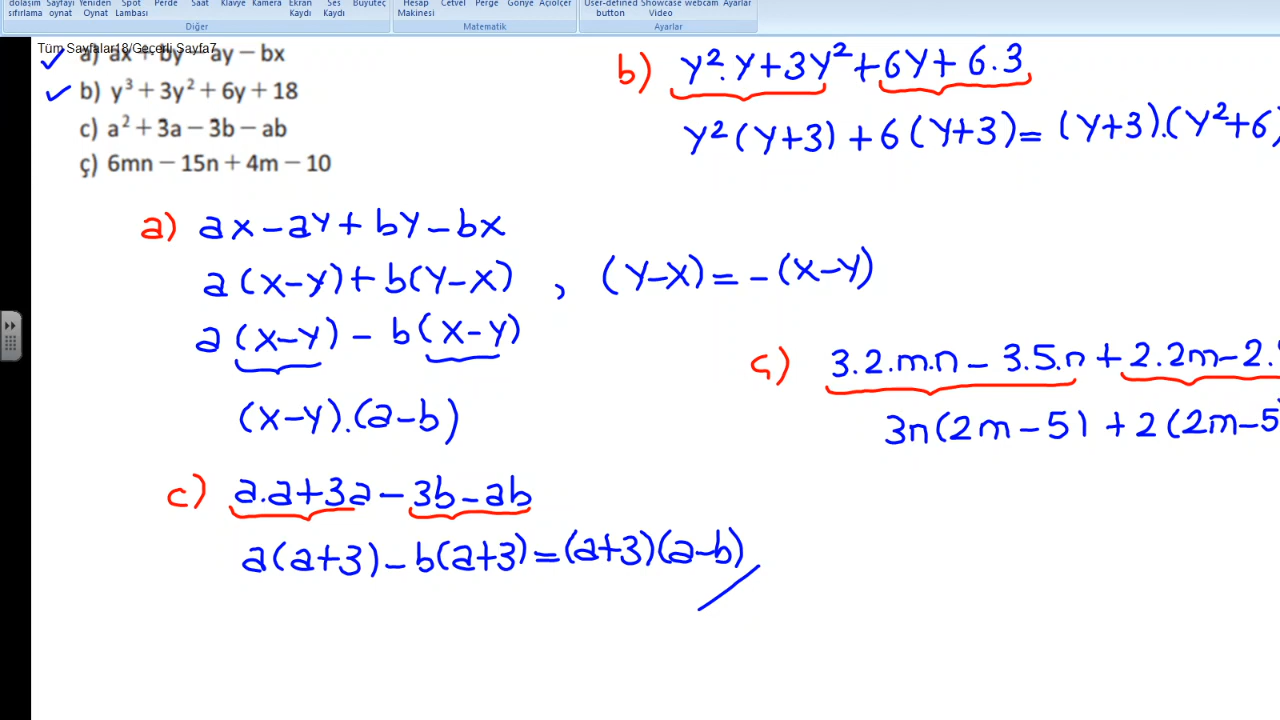 dolaşım Sayfayı Yeniden Spot Perde Saat Klavye Kamera Ekran Ses Büyüteç
sıfırlama oynat Oynat Lambası Kaydı Kaydı
Diğer
Hesap Cetvel Perge Gönye Açıölçer
Makinesi
Matematik
User-defined Showcase webcam Ayarlar
button Video
Ayarlar
Tüm Sayfalar18/Geçerli Sayfa7
a) ax + by - ay - bx
b) y³ + 3y² + 6y + 18
c) a² + 3a - 3b - ab
ç) 6mn - 15n + 4m - 10
b) y².y+3y²+6y+6.3
y²(y+3)+6(y+3)=(y+3).(y²+6)
a) ax-ay+by-bx
a(x-y)+b(y-x) , (y-x)=-(x-y)
a(x-y)-b(x-y)
(x-y).(a-b)
ç) 3.2.m.n-3.5.n+2.2m-2.
3n(2m-5)+2(2m-5
c) a.a+3a-3b-ab
a(a+3)-b(a+3)=(a+3)(a-b)